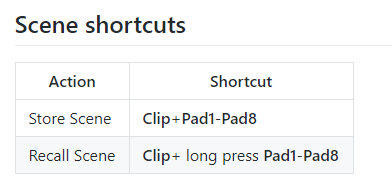 Scene shortcuts
Action Shortcut
Store Scene Clip+Pad1-Pad8
Recall Scene Clip+ long press Pad1-Pad8